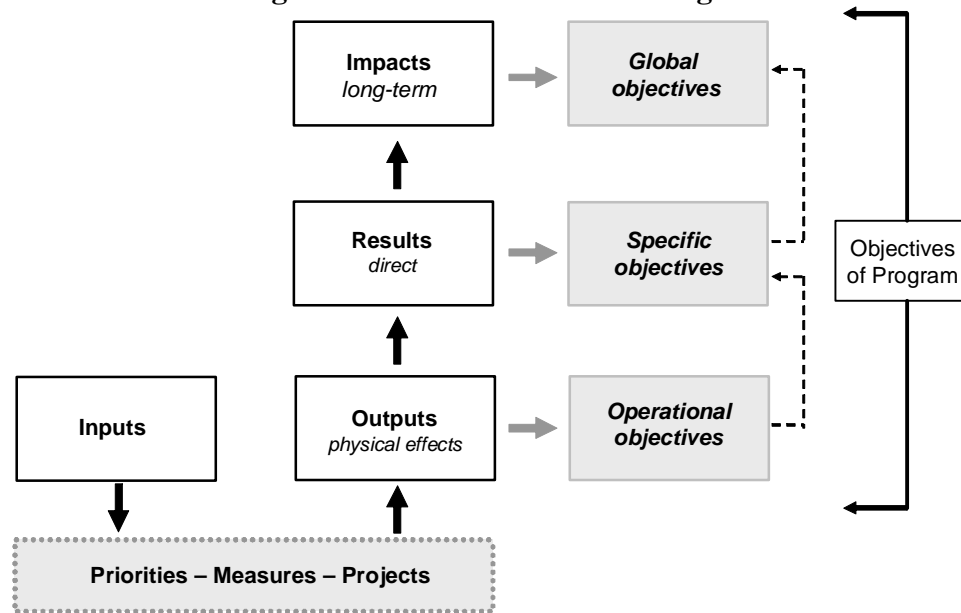 Impacts
long-term
Global
objectives
Results
direct
Specific
objectives
Objectives
of Program
Inputs
Outputs
physical effects
Operational
objectives
Priorities – Measures – Projects